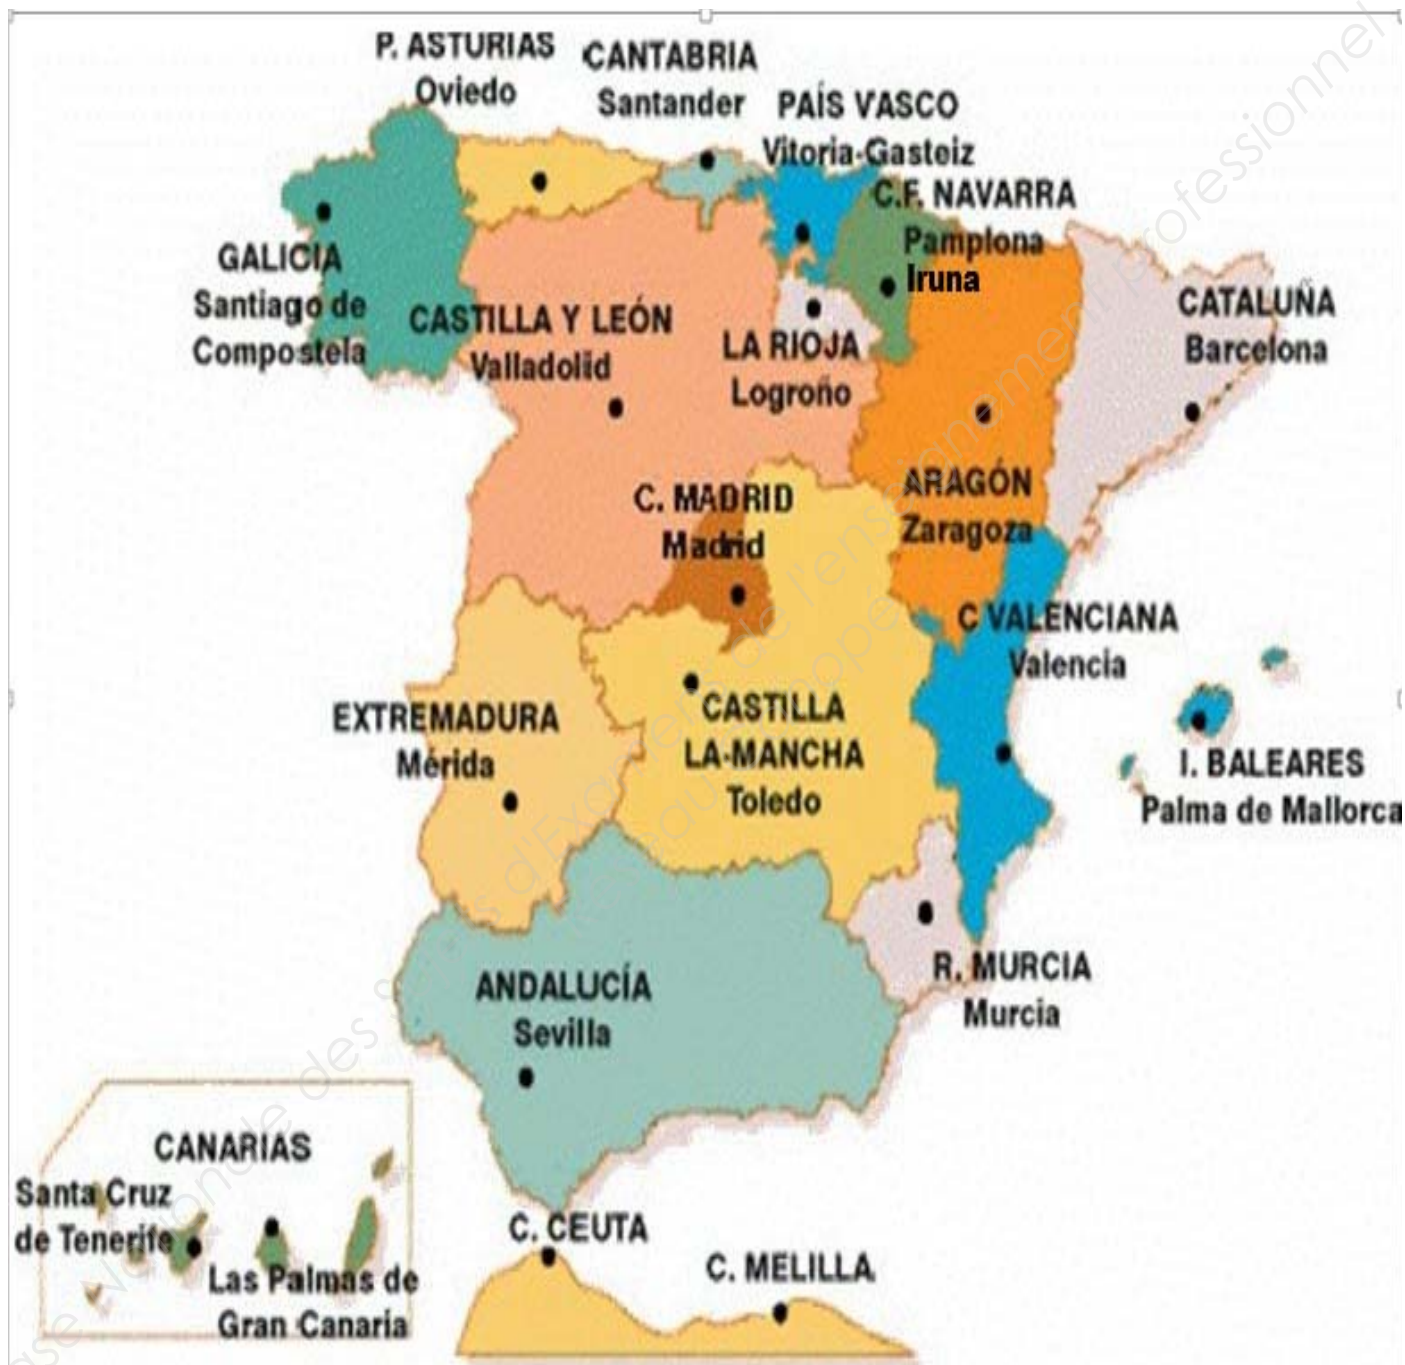 P. ASTURIAS
Oviedo
CANTABRIA
Santander
PAÍS VASCO
Vitoria-Gasteiz
C.F. NAVARRA
Pamplona
Iruna
GALICIA
Santiago de
Compostela
CASTILLA Y LEÓN
Valladolid
LA RIOJA
Logroño
CATALUÑA
Barcelona
ARAGÓN
Zaragoza
C. MADRID
Madrid
C VALENCIANA
Valencia
EXTREMADURA
Mérida
CASTILLA
LA-MANCHA
Toledo
I. BALEARES
Palma de Mallorca
R. MURCIA
Murcia
ANDALUCÍA
Sevilla
CANARIAS
Santa Cruz
de Tenerife
Las Palmas de
Gran Canaria
C. CEUTA
C. MELILLA